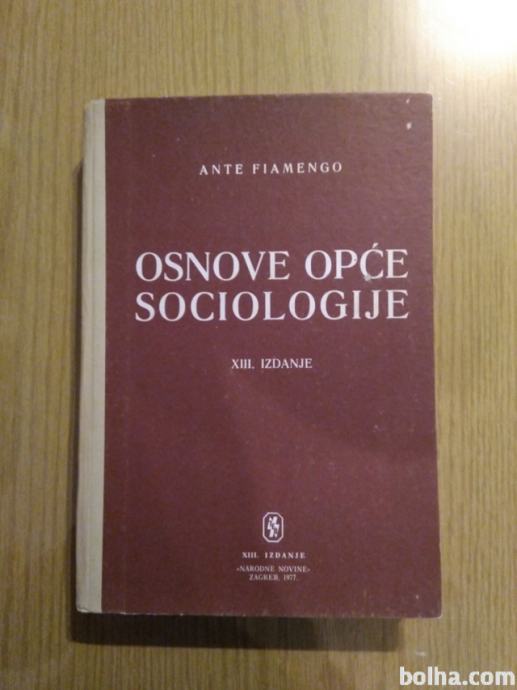 ANTE FIAMENGO
OSNOVE OPĆE
SOCIOLOGIJE
XIII. IZDANJE
XIII. IZDANJE
»NARODNE NOVINE«
ZAGREB, 1977.
bolha.com